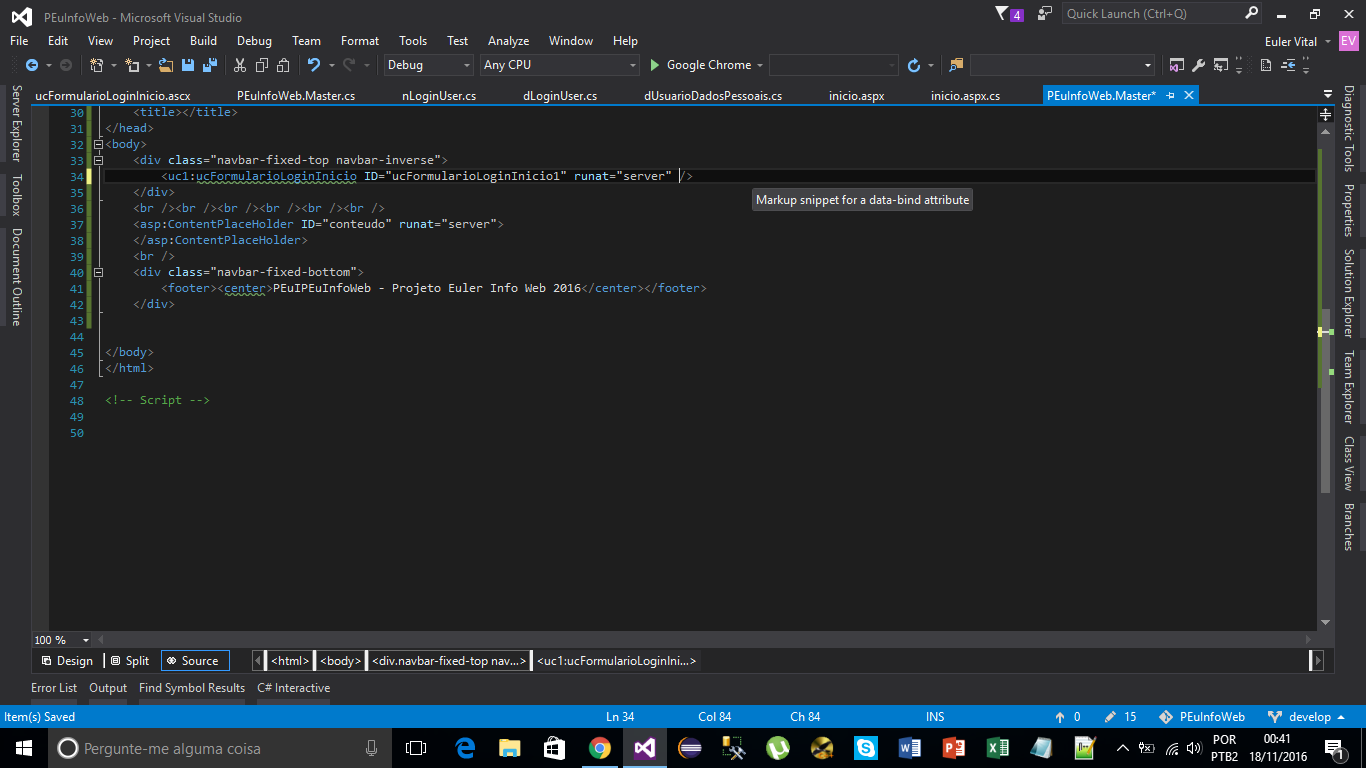 PEuInfoWeb - Microsoft Visual Studio
4
Quick Launch (Ctrl+Q)
File Edit View Project Build Debug Team Format Tools Test Analyze Window Help
Euler Vital
EV
Debug
Any CPU
Google Chrome
ucFormularioLoginInicio.ascx PEuInfoWeb.Master.cs nLoginUser.cs dLoginUser.cs dUsuarioDadosPessoais.cs inicio.aspx inicio.aspx.cs PEuInfoWeb.Master*
Server Explorer
Toolbox
Document Outline
30 <title></title>
31 </head>
32 <body>
33 <div class="navbar-fixed-top navbar-inverse">
34 <uc1:ucFormularioLoginInicio ID="ucFormularioLoginInicio1" runat="server" />
35 </div>
Markup snippet for a data-bind attribute
36 <br /><br /><br /><br /><br /><br />
37 <asp:ContentPlaceHolder ID="conteudo" runat="server">
38 </asp:ContentPlaceHolder>
39 <br />
40 <div class="navbar-fixed-bottom">
41 <footer><center>PEuIPEuInfoWeb - Projeto Euler Info Web 2016</center></footer>
42 </div>
43
44
45 </body>
46 </html>
47
48 <!-- Script -->
49
50
Diagnostic Tools
Properties
Solution Explorer
Team Explorer
Class View
Branches
100 %
Design Split Source <html> <body> <div.navbar-fixed-top nav...> <uc1:ucFormularioLoginIni...>
Error List Output Find Symbol Results C# Interactive
Item(s) Saved Ln 34 Col 84 Ch 84 INS 0 15 PEuInfoWeb develop
Pergunte-me alguma coisa
POR
PTB2
00:41
18/11/2016
1